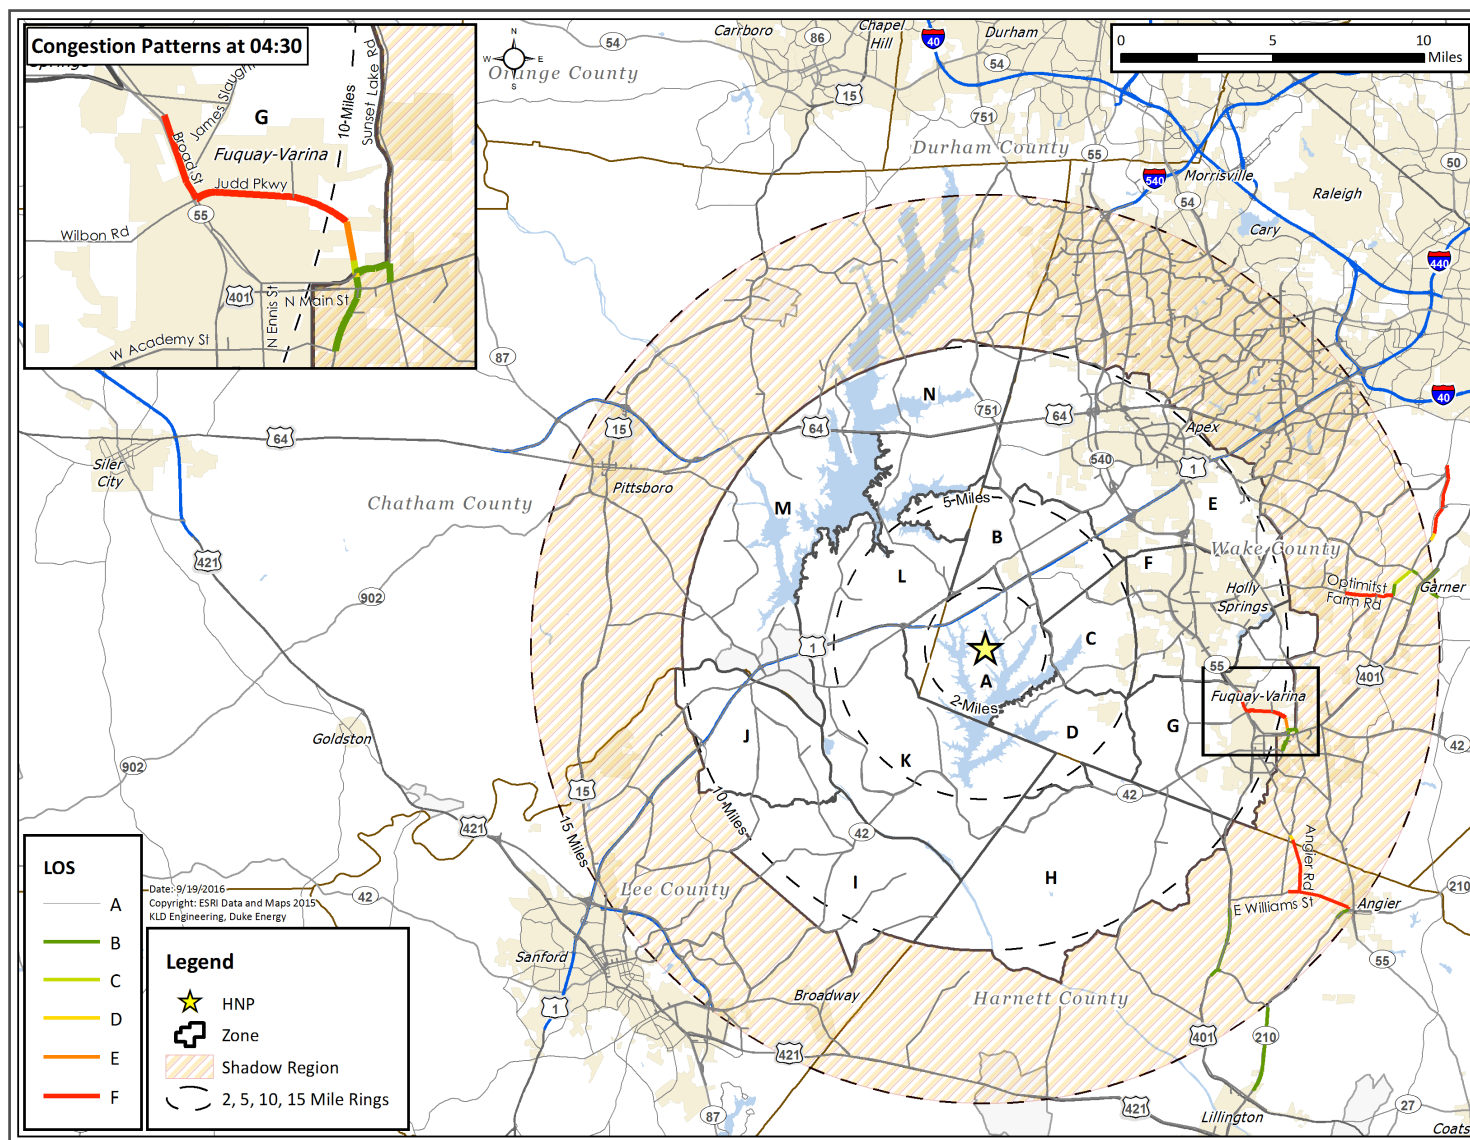 Congestion Patterns at 04:30
G
Fuquay-Varina
10-Miles
Sunset Lake Rd
Broad St
Judd Pkwy
55
Wilbon Rd
401
N Main St
N Ennis St
W Academy St
N
W
E
S
0
5
10
Miles
Orange County
54
Carrboro
86
Chapel
Hill
15
40
Durham
54
751
Durham County
55
540
Morrisville
54
50
Raleigh
Cary
440
40
87
64
Siler
City
15
Pittsboro
Chatham County
64
N
751
64
Apex
540
1
E
M
5-Miles
B
L
F
Wake County
Holly
Springs
Optimitst
Farm Rd
Garner
421
902
1
C
A
2-Miles
55
401
Fuquay-Varina
G
D
J
K
42
Goldston
902
15
10-Miles
15 Miles
42
42
421
42
Lee County
I
H
Angier Rd
E Williams St
Angier
210
55
Sanford
1
Broadway
Harnett County
421
401
210
87
421
Lillington
27
Coats
LOS
A
B
C
D
E
F
Date: 9/19/2016
Copyright: ESRI Data and Maps 2015
KLD Engineering, Duke Energy
Legend
HNP
Zone
Shadow Region
2, 5, 10, 15 Mile Rings